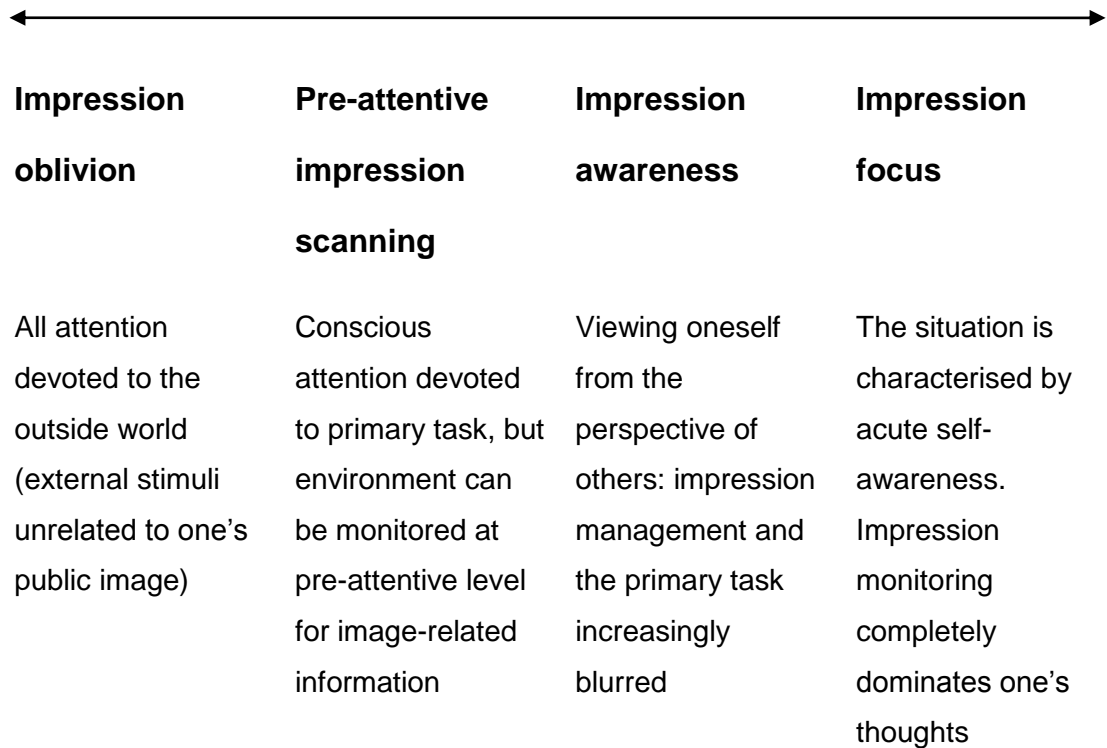 Impression
oblivion
Pre-attentive
impression
scanning
Impression
awareness
Impression
focus
All attention
devoted to the
outside world
(external stimuli
unrelated to one’s
public image)
Conscious
attention devoted
to primary task, but
environment can
be monitored at
pre-attentive level
for image-related
information
Viewing oneself
from the
perspective of
others: impression
management and
the primary task
increasingly
blurred
The situation is
characterised by
acute self-
awareness.
Impression
monitoring
completely
dominates one’s
thoughts